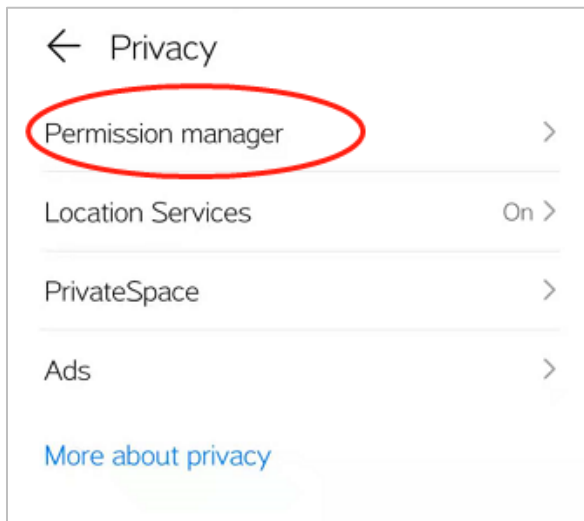 Privacy
Permission manager
Location Services On
PrivateSpace
Ads
More about privacy